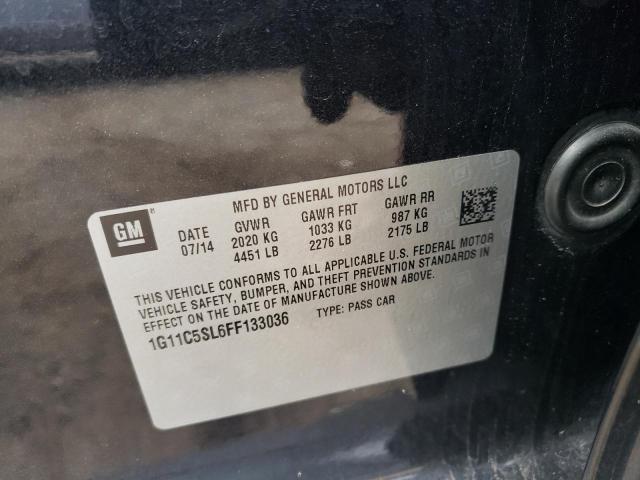 MFD BY GENERAL MOTORS LLC
GM
DATE GVWR GAWR FRT GAWR RR
07/14 2020 KG 1033 KG 987 KG
4451 LB 2276 LB 2175 LB
THIS VEHICLE CONFORMS TO ALL APPLICABLE U.S. FEDERAL MOTOR
VEHICLE SAFETY, BUMPER, AND THEFT PREVENTION STANDARDS IN
EFFECT ON THE DATE OF MANUFACTURE SHOWN ABOVE.
1G11C5SL6FF133036 TYPE: PASS CAR